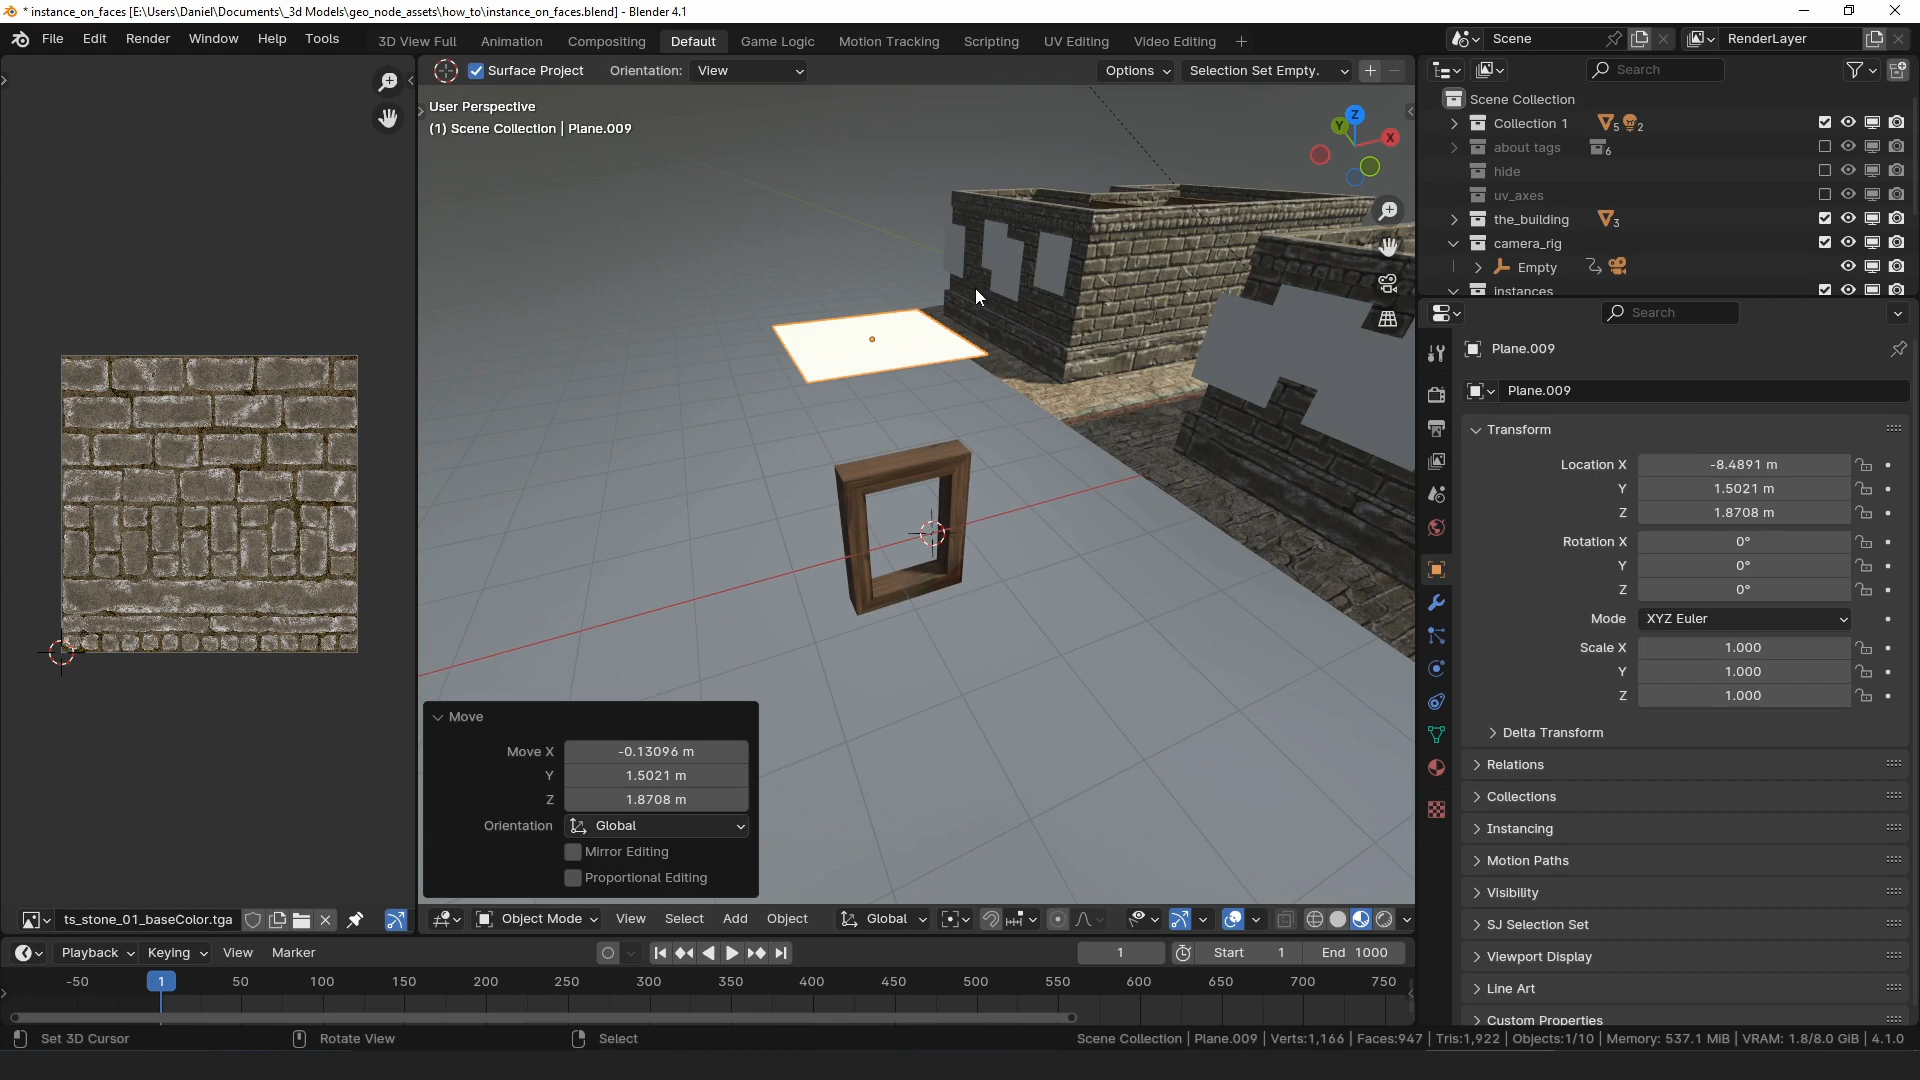 * instance_on_faces [E:\Users\Daniel\Documents\_3d Models\geo_node_assets\how_to\instance_on_faces.blend] - Blender 4.1
File Edit Render Window Help Tools
3D View Full Animation Compositing Default Game Logic Motion Tracking Scripting UV Editing Video Editing
Scene
RenderLayer
Surface Project
Orientation: View
Options
Selection Set Empty.
Search
User Perspective
(1) Scene Collection | Plane.009
Z
Y
X
Scene Collection
Collection 1 5 2
about tags 6
hide
uv_axes
the_building 3
camera_rig
Empty
instances
Search
Plane.009
Plane.009
Transform
Location X -8.4891 m
Y 1.5021 m
Z 1.8708 m
Rotation X 0°
Y 0°
Z 0°
Mode XYZ Euler
Scale X 1.000
Y 1.000
Z 1.000
Delta Transform
Relations
Collections
Instancing
Motion Paths
Visibility
SJ Selection Set
Viewport Display
Line Art
Custom Properties
Move
Move X -0.13096 m
Y 1.5021 m
Z 1.8708 m
Orientation Global
Mirror Editing
Proportional Editing
ts_stone_01_baseColor.tga
Object Mode View Select Add Object Global
Playback Keying View Marker
1
Start 1
End 1000
-50 1 50 100 150 200 250 300 350 400 450 500 550 600 650 700 750
Set 3D Cursor
Rotate View
Select
Scene Collection | Plane.009 | Verts:1,166 | Faces:947 | Tris:1,922 | Objects:1/10 | Memory: 537.1 MiB | VRAM: 1.8/8.0 GiB | 4.1.0